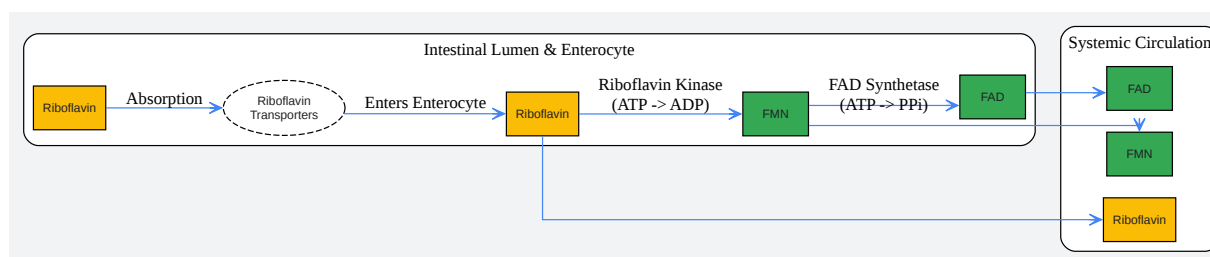 Intestinal Lumen & Enterocyte
Systemic Circulation
Riboflavin
Absorption
Riboflavin
Transporters
Enters Enterocyte
Riboflavin
Riboflavin Kinase
(ATP -> ADP)
FMN
FAD Synthetase
(ATP -> PPi)
FAD
FAD
FMN
Riboflavin